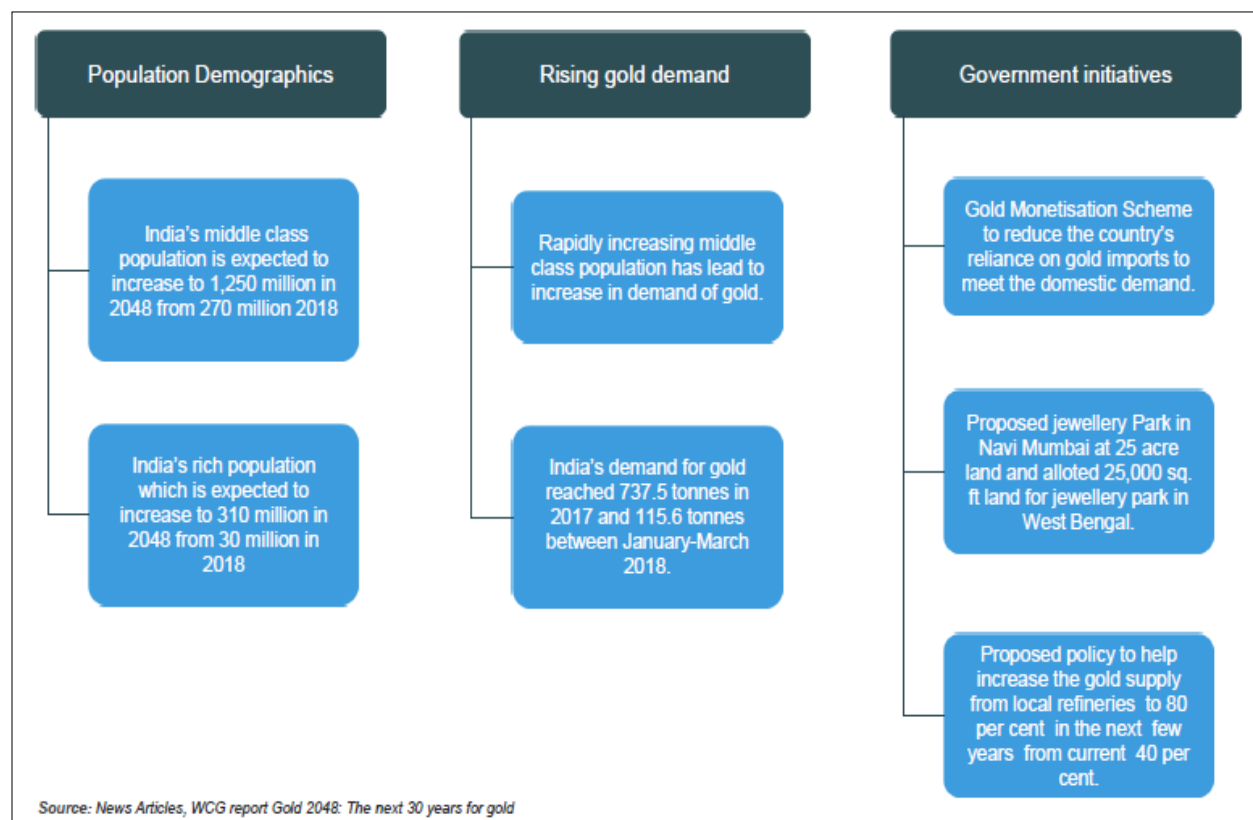 Population Demographics
India's middle class
population is expected to
increase to 1,250 million in
2048 from 270 million 2018
India's rich population
which is expected to
increase to 310 million in
2048 from 30 million in
2018
Rising gold demand
Rapidly increasing middle
class population has lead to
increase in demand of gold.
India's demand for gold
reached 737.5 tonnes in
2017 and 115.6 tonnes
between January-March
2018.
Government initiatives
Gold Monetisation Scheme
to reduce the country's
reliance on gold imports to
meet the domestic demand.
Proposed jewellery Park in
Navi Mumbai at 25 acre
land and alloted 25,000 sq.
ft land for jewellery park in
West Bengal.
Proposed policy to help
increase the gold supply
from local refineries to 80
per cent in the next few
years from current 40 per
cent.
Source: News Articles, WCG report Gold 2048: The next 30 years for gold